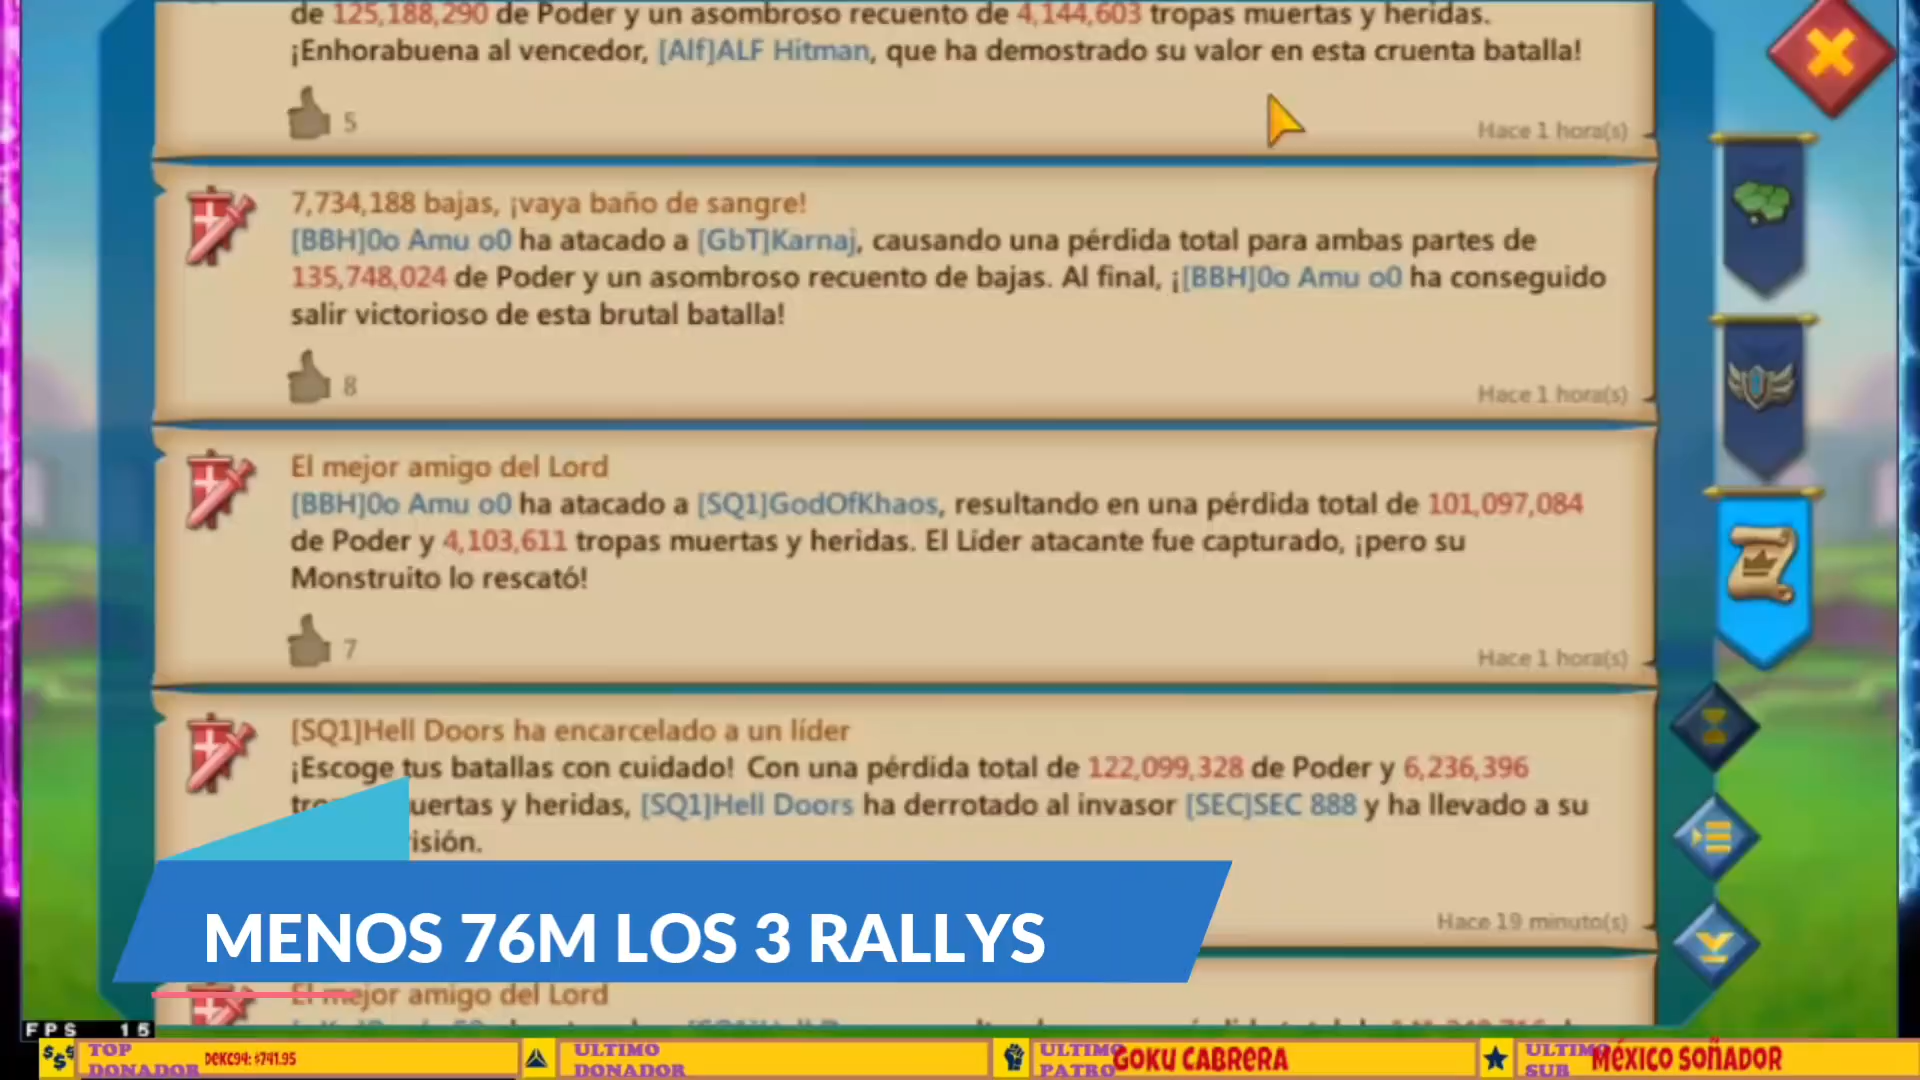 de 125,188,290 de Poder y un asombroso recuento de 4,144,603 tropas muertas y heridas.
¡Enhorabuena al vencedor, [Alf]ALF Hitman, que ha demostrado su valor en esta cruenta batalla!
5
Hace 1 hora(s)
7,734,188 bajas, ¡vaya baño de sangre!
[BBH]0o Amu o0 ha atacado a [GbT]Karnaj, causando una pérdida total para ambas partes de
135,748,024 de Poder y un asombroso recuento de bajas. Al final, ¡[BBH]0o Amu o0 ha conseguido
salir victorioso de esta brutal batalla!
8
Hace 1 hora(s)
El mejor amigo del Lord
[BBH]0o Amu o0 ha atacado a [SQ1]GodOfKhaos, resultando en una pérdida total de 101,097,084
de Poder y 4,103,611 tropas muertas y heridas. El Líder atacante fue capturado, ¡pero su
Monstruito lo rescató!
7
Hace 1 hora(s)
[SQ1]Hell Doors ha encarcelado a un líder
¡Escoge tus batallas con cuidado! Con una pérdida total de 122,099,328 de Poder y 6,236,396
uertas y heridas, [SQ1]Hell Doors ha derrotado al invasor [SEC]SEC 888 y ha llevado a su
isión.
Hace 19 minuto(s)
MENOS 76M LOS 3 RALLYS
El mejor amigo del Lord
FPS 15
TOP DONADOR DEKC94: $741.95
ULTIMO DONADOR
ULTIMO PATRO GOKU CABRERA
ULTIMO SUB MÉXICO SOÑADOR